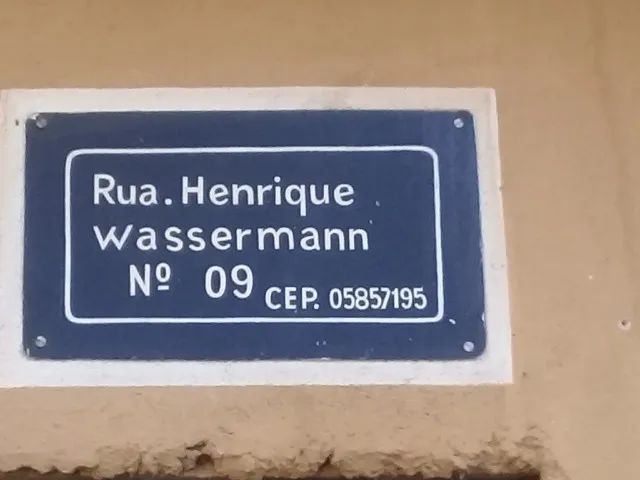 Rua. Henrique
Wassermann
Nº 09 CEP. 05857195